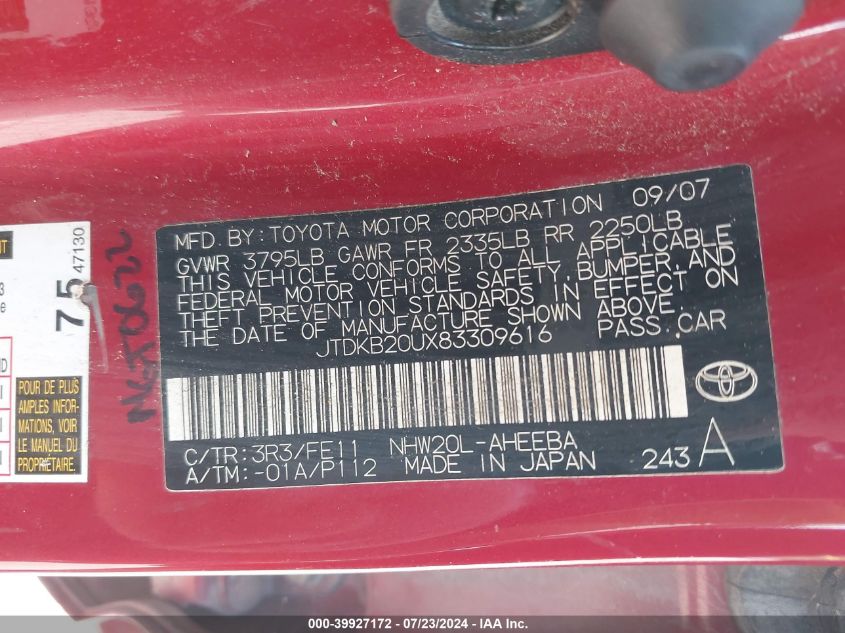 MFD. BY: TOYOTA MOTOR CORPORATION 09/07
GVWR 3795LB GAWR FR 2335LB RR 2250LB
THIS VEHICLE CONFORMS TO ALL APPLICABLE
FEDERAL MOTOR VEHICLE SAFETY, BUMPER, AND
THEFT PREVENTION STANDARDS IN EFFECT ON
THE DATE OF MANUFACTURE SHOWN ABOVE.
JTDKB20UX83309616 PASS. CAR
C/TR: 3R3/FE11 NHW20L-AHEEBA
A/TM: -01A/P112 MADE IN JAPAN 243 A
75
47130
POUR PLUS
AMPLES INFOR-
MATIONS, VOIR
LE MANUEL DU
000-39927172 - 07/23/2024 - IAA Inc.